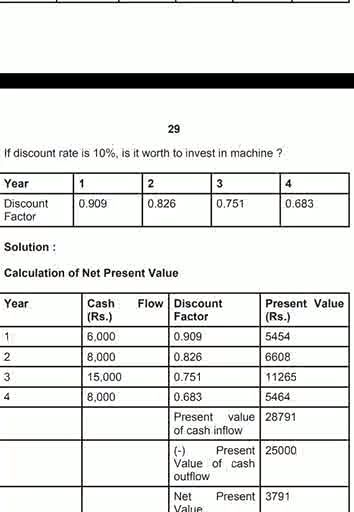 29
If discount rate is 10%, is it worth to invest in machine ?
Year 1 2 3 4
Discount Factor 0.909 0.826 0.751 0.683
Solution :
Calculation of Net Present Value
Year Cash Flow (Rs.) Discount Factor Present Value (Rs.)
1 6,000 0.909 5454
2 8,000 0.826 6608
3 15,000 0.751 11265
4 8,000 0.683 5464
Present value of cash inflow 28791
(-) Present Value of cash outflow 25000
Net Present Value 3791